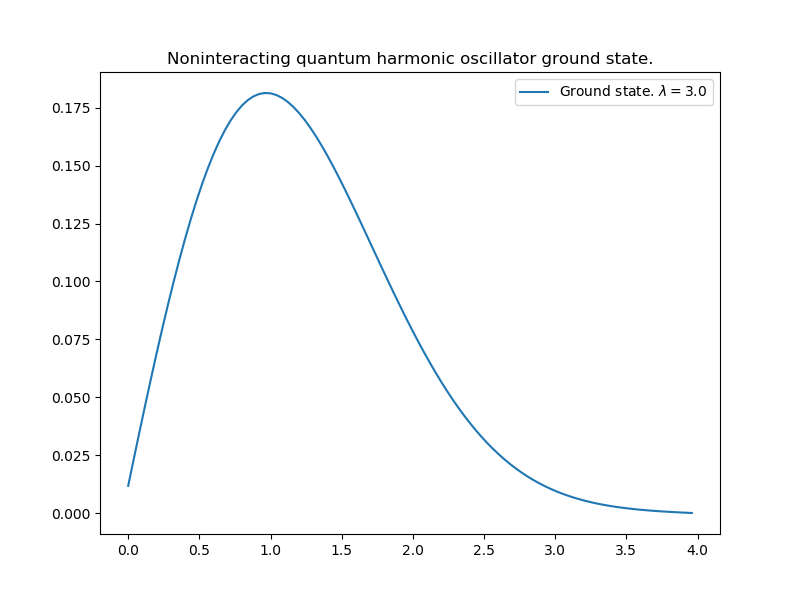 Noninteracting quantum harmonic oscillator ground state.
Ground state. λ = 3.0
0.175
0.150
0.125
0.100
0.075
0.050
0.025
0.000
0.0 0.5 1.0 1.5 2.0 2.5 3.0 3.5 4.0